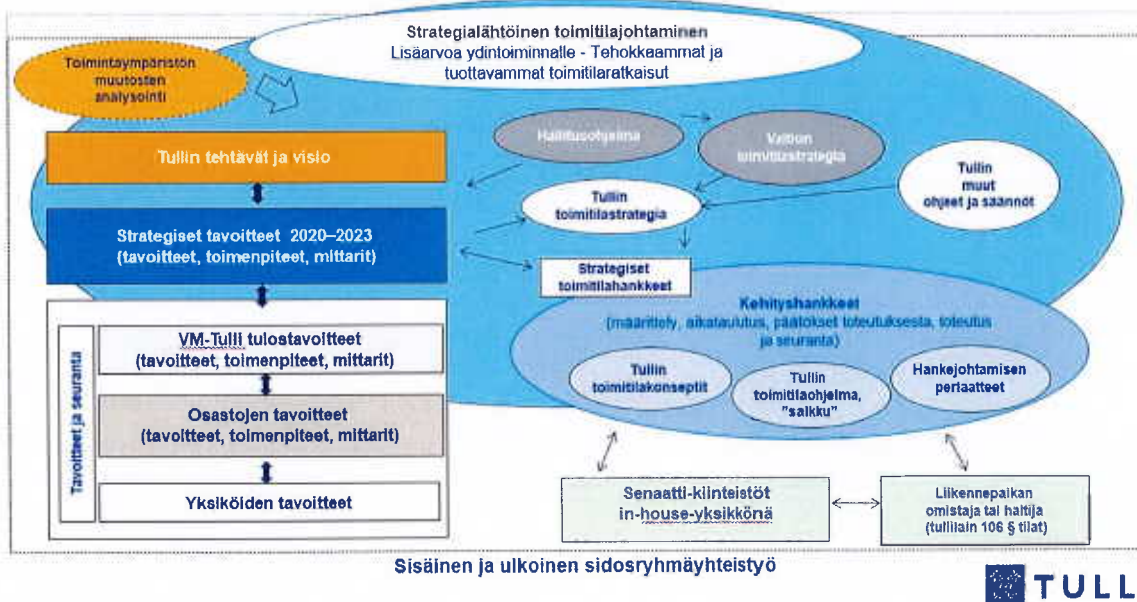 Strategialähtöinen toimitilajohtaminen
Lisäarvoa ydintoiminnalle - Tehokkaammat ja
tuottavammat toimitilaratkaisut
Toimintaympäristön
muutosten
analysointi
Tullin tehtävät ja visio
Hallitusohjelma
Valtion
toimitilastrategia
Tullin
muut
ohjeet ja säännöt
Tullin
toimitilastrategia
Strategiset tavoitteet 2020–2023
(tavoitteet, toimenpiteet, mittarit)
Strategiset
toimitilahankkeet
Kehityshankkeet
(määrittely, aikataulutus, päätökset toteutuksesta, toteutus
ja seuranta)
Tullin
toimitilakonseptit
Tullin
toimitilaohjelma,
"salkku"
Hankejohtamisen
periaatteet
Tavoitteet ja seuranta
VM-Tulli tulostavoitteet
(tavoitteet, toimenpiteet, mittarit)
Osastojen tavoitteet
(tavoitteet, toimenpiteet, mittarit)
Yksiköiden tavoitteet
Senaatti-kiinteistöt
in-house-yksikkönä
Liikennepaikan
omistaja tai haltija
(tullilain 106 § tilat)
Sisäinen ja ulkoinen sidosryhmäyhteistyö
TULL